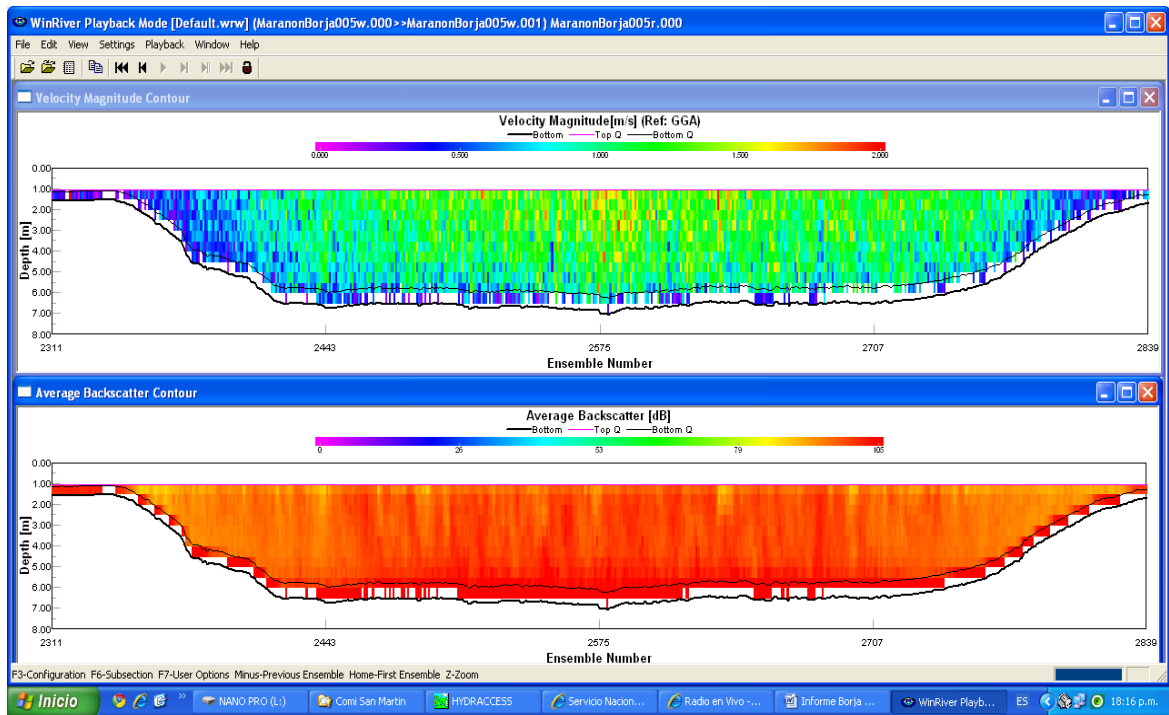 WinRiver Playback Mode [Default.wrw] (MaranonBorja005w.000>>MaranonBorja005w.001) MaranonBorja005r.000
File Edit View Settings Playback Window Help
Velocity Magnitude Contour
Velocity Magnitude[m/s] (Ref: GGA)
Bottom Top Q Bottom Q
0.000 0.500 1.000 1.500 2.000
0.00
1.00
2.00
3.00
4.00
5.00
6.00
7.00
8.00
Depth [m]
2311 2443 2575 2707 2839
Ensemble Number
Average Backscatter Contour
Average Backscatter [dB]
Bottom Top Q Bottom Q
0 26 53 79 105
0.00
1.00
2.00
3.00
4.00
5.00
6.00
7.00
8.00
Depth [m]
2311 2443 2575 2707 2839
Ensemble Number
F3-Configuration F6-Subsection F7-User Options Minus-Previous Ensemble Home-First Ensemble Z-Zoom
Inicio » NANO PRO (L:) Comi San Martin HYDRACCESS Servicio Nacion... Radio en Vivo -... Informe Borja ... WinRiver Playb... ES 18:16 p.m.